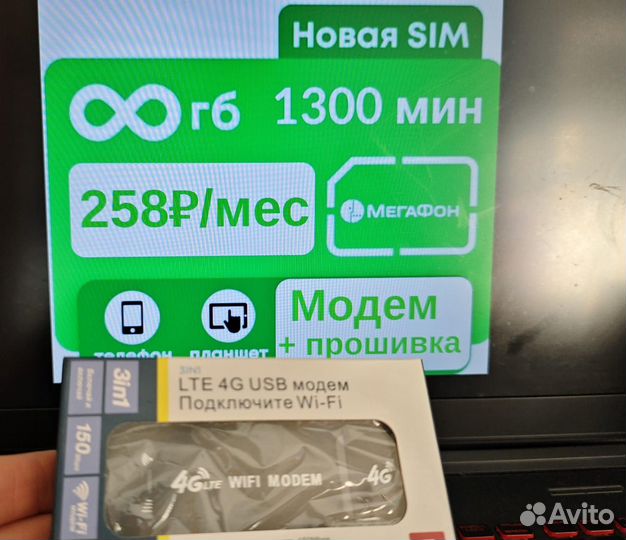 Новая SIM
∞ гб 1300 мин
258₽/мес
МЕГАФОН
телефон планшет
Модем
+ прошивка
3IN1
LTE 4G USB модем
Подключите Wi-Fi
3in1
150
Wi-Fi
4G LTE WIFI MODEM 4G
Avito